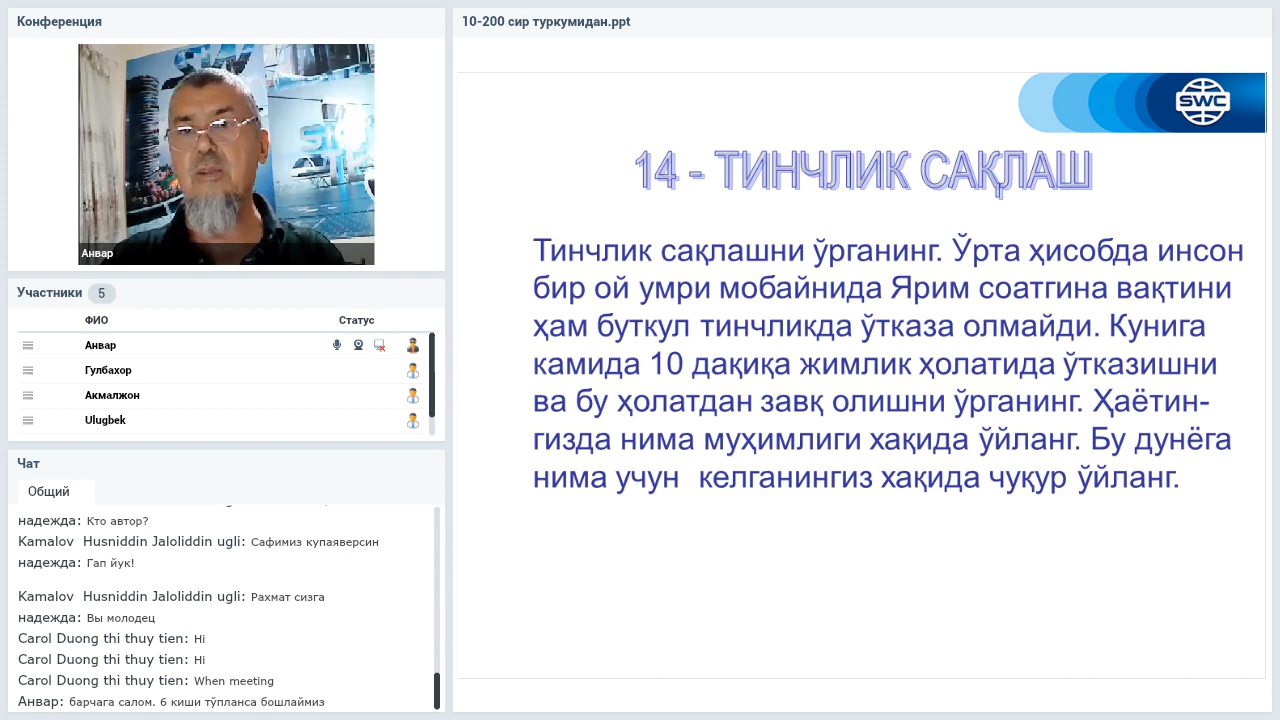 Конференция
Анвар
Участники 5
ФИО Статус
Анвар
Гулбахор
Акмалжон
Ulugbek
Чат
Общий
надежда: Кто автор?
Kamalov Husniddin Jaloliddin ugli: Сафимиз купаяверсин
надежда: Гап йук!
Kamalov Husniddin Jaloliddin ugli: Рахмат сизга
надежда: Вы молодец
Carol Duong thi thuy tien: Hi
Carol Duong thi thuy tien: Hi
Carol Duong thi thuy tien: When meeting
Анвар: барчага салом. 6 киши тўпланса бошлаймиз
10-200 сир туркумидан.ppt
SWC
14 - ТИНЧЛИК САҚЛАШ
Тинчлик сақлашни ўрганинг. Ўрта ҳисобда инсон
бир ой умри мобайнида Ярим соатгина вақтини
ҳам буткул тинчликда ўтказа олмайди. Кунига
камида 10 дақиқа жимлик ҳолатида ўтказишни
ва бу ҳолатдан завқ олишни ўрганинг. Ҳаётин-
гизда нима муҳимлиги хақида ўйланг. Бу дунёга
нима учун келганингиз хақида чуқур ўйланг.